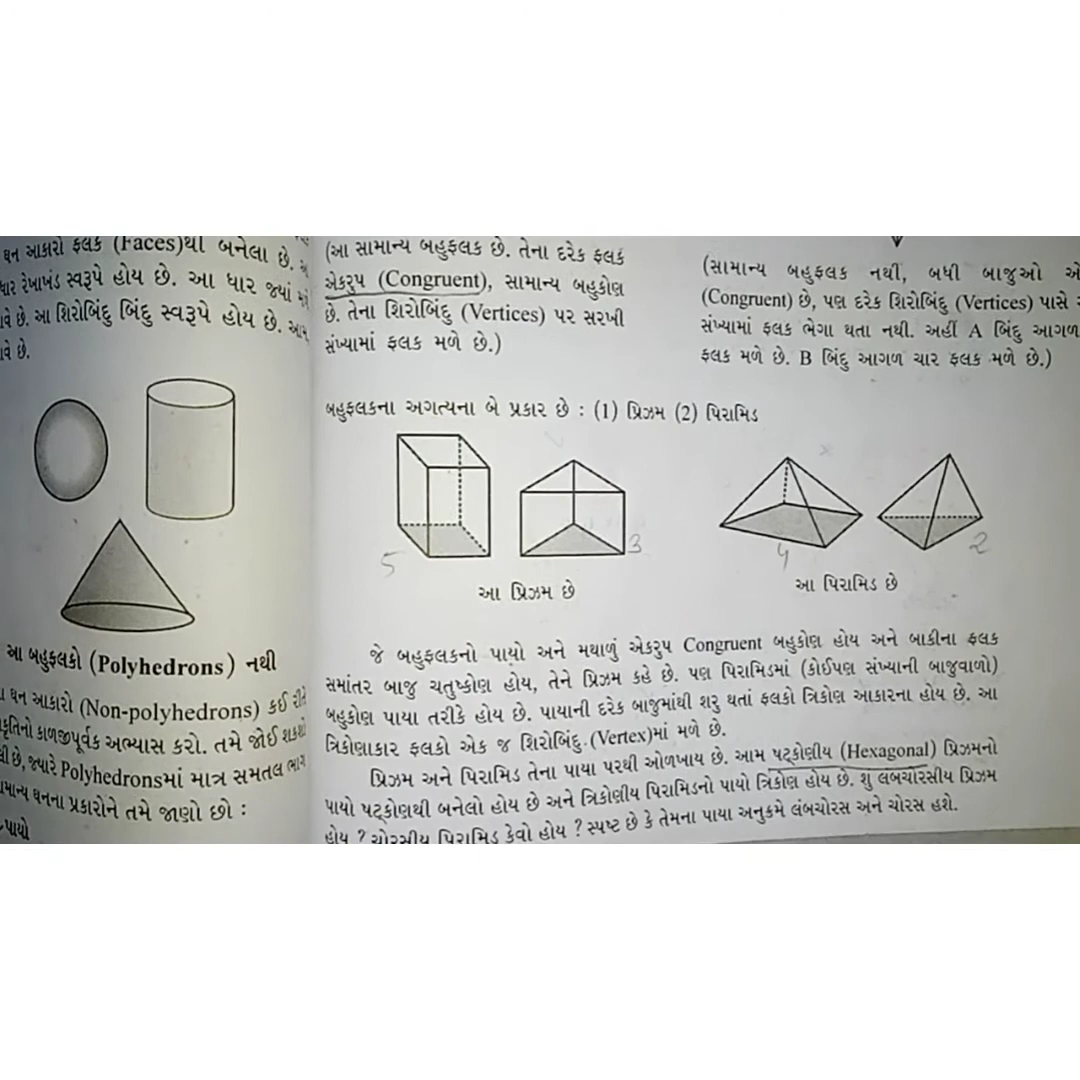 ઘન આકારો ફલક (Faces)થી બનેલા છે.
ધાર રેખાખંડ સ્વરૂપે હોય છે. આ ધાર જ્યાં
છે. આ શિરોબિંદુ બિંદુ સ્વરૂપે હોય છે.
છે.
આ બહુફલકો (Polyhedrons) નથી
ઘન આકારો (Non-polyhedrons) કઈ રીતે
કાળજીપૂર્વક અભ્યાસ કરો. તમે જોઈ શકશો
છે, જ્યારે Polyhedronsમાં માત્ર સમતલ ભાગ
ઘનના પ્રકારોને તમે જાણો છો :
પાયો
(આ સામાન્ય બહુફલક છે. તેના દરેક ફલક
એકરુપ (Congruent), સામાન્ય બહુકોણ
છે. તેના શિરોબિંદુ (Vertices) પર સરખી
સંખ્યામાં ફલક મળે છે.)
(સામાન્ય બહુફલક નથી, બધી બાજુઓ
(Congruent) છે, પણ દરેક શિરોબિંદુ (Vertices) પાસે
સંખ્યામાં ફલક ભેગા થતા નથી. અહીં A બિંદુ આગળ
ફલક મળે છે. B બિંદુ આગળ ચાર ફલક મળે છે.)
બહુફલકના અગત્યના બે પ્રકાર છે : (1) પ્રિઝમ (2) પિરામિડ
5 3 4 2
આ પ્રિઝમ છે આ પિરામિડ છે
જે બહુફલકનો પાયો અને મથાળું એકરુપ Congruent બહુકોણ હોય અને બાકીના ફલક
સમાંતર બાજુ ચતુષ્કોણ હોય, તેને પ્રિઝમ કહે છે. પણ પિરામિડમાં (કોઈપણ સંખ્યાની બાજુવાળો)
બહુકોણ પાયા તરીકે હોય છે. પાયાની દરેક બાજુમાંથી શરુ થતાં ફલકો ત્રિકોણ આકારના હોય છે. આ
ત્રિકોણાકાર ફલકો એક જ શિરોબિંદુ (Vertex)માં મળે છે.
પ્રિઝમ અને પિરામિડ તેના પાયા પરથી ઓળખાય છે. આમ ષટ્કોણીય (Hexagonal) પ્રિઝમનો
પાયો ષટ્કોણથી બનેલો હોય છે અને ત્રિકોણીય પિરામિડનો પાયો ત્રિકોણ હોય છે. શુ લંબચોરસીય પ્રિઝમ
હોય ? ચોરસીય પિરામિડ કેવો હોય ? સ્પષ્ટ છે કે તેમના પાયા અનુક્રમે લંબચોરસ અને ચોરસ હશે.